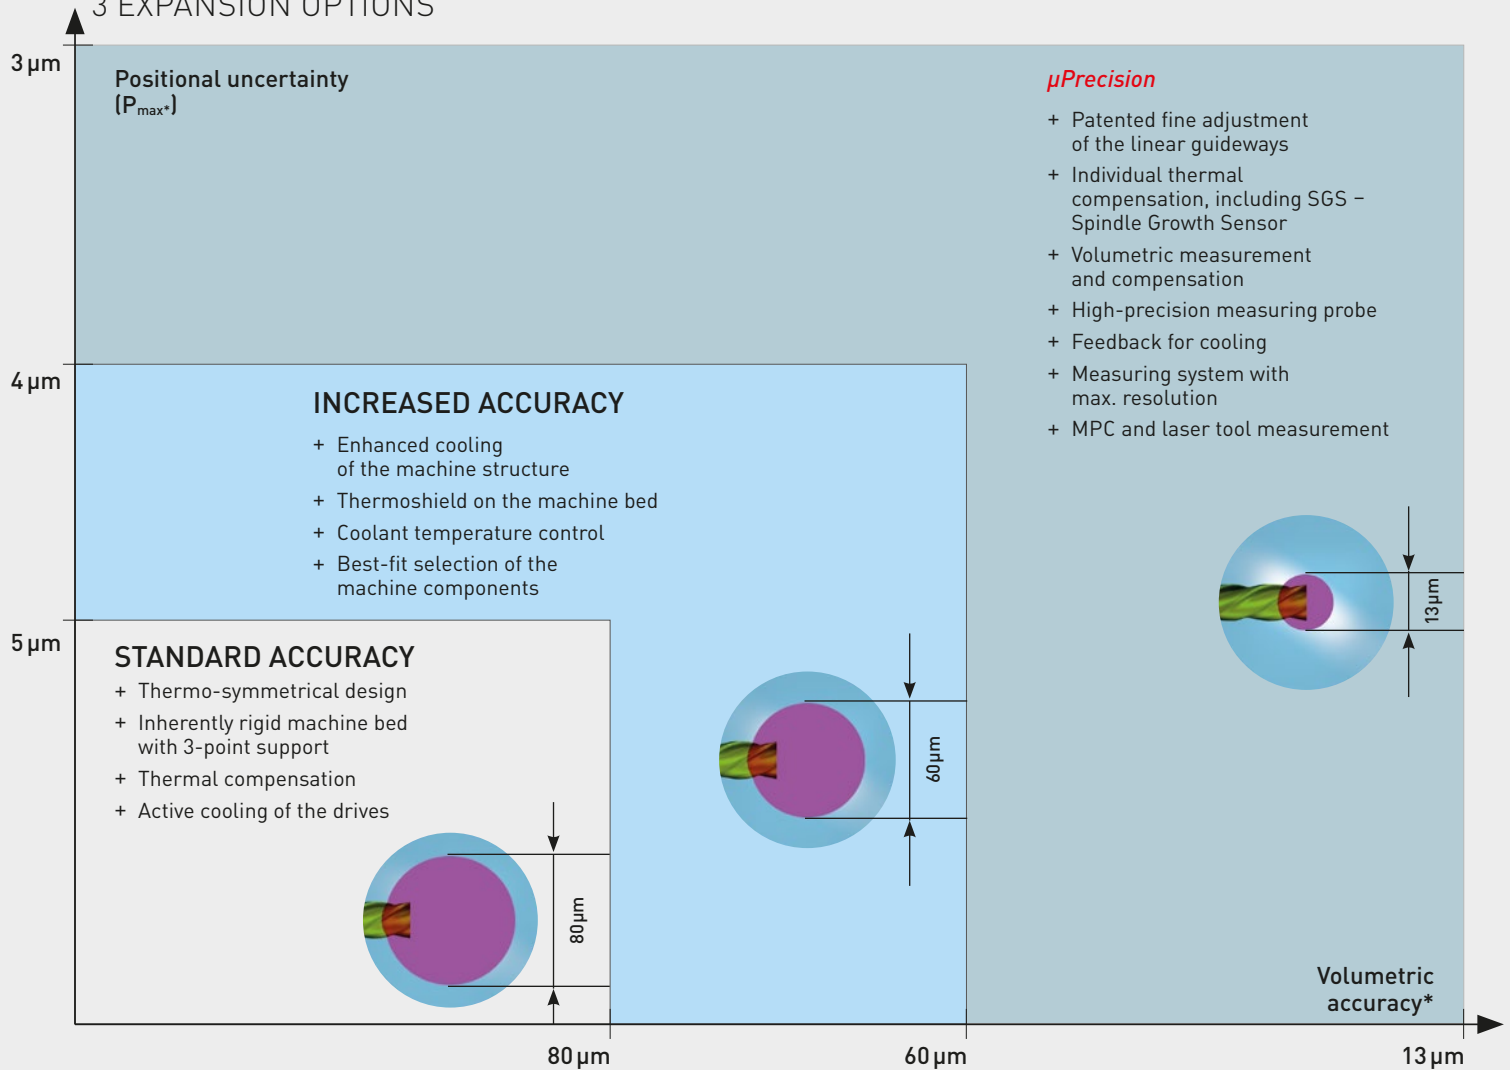 3 EXPANSION OPTIONS
3 µm
Positional uncertainty
(Pmax*)
µPrecision
+ Patented fine adjustment
of the linear guideways
+ Individual thermal
compensation, including SGS –
Spindle Growth Sensor
+ Volumetric measurement
and compensation
+ High-precision measuring probe
+ Feedback for cooling
+ Measuring system with
max. resolution
+ MPC and laser tool measurement
13 µm
4 µm
INCREASED ACCURACY
+ Enhanced cooling
of the machine structure
+ Thermoshield on the machine bed
+ Coolant temperature control
+ Best-fit selection of the
machine components
60 µm
5 µm
STANDARD ACCURACY
+ Thermo-symmetrical design
+ Inherently rigid machine bed
with 3-point support
+ Thermal compensation
+ Active cooling of the drives
80 µm
Volumetric
accuracy*
80 µm
60 µm
13 µm